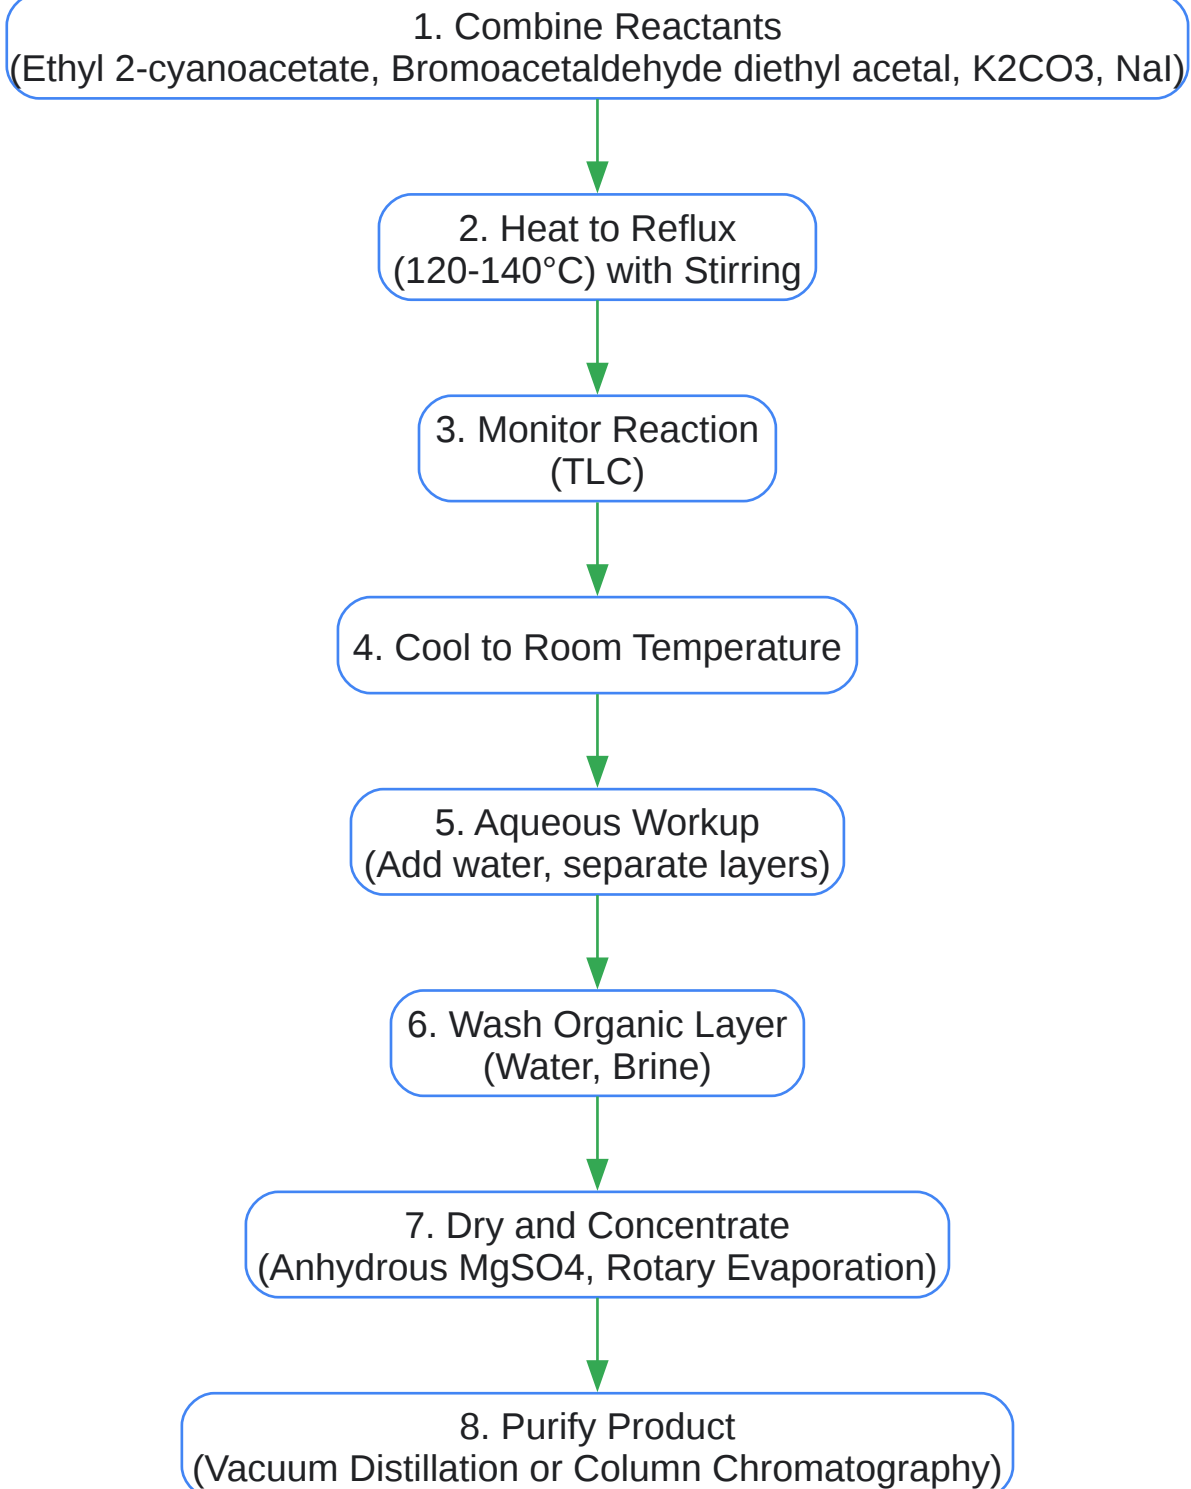 1. Combine Reactants
(Ethyl 2-cyanoacetate, Bromoacetaldehyde diethyl acetal, K2CO3, NaI)
2. Heat to Reflux
(120-140°C) with Stirring
3. Monitor Reaction
(TLC)
4. Cool to Room Temperature
5. Aqueous Workup
(Add water, separate layers)
6. Wash Organic Layer
(Water, Brine)
7. Dry and Concentrate
(Anhydrous MgSO4, Rotary Evaporation)
8. Purify Product
(Vacuum Distillation or Column Chromatography)